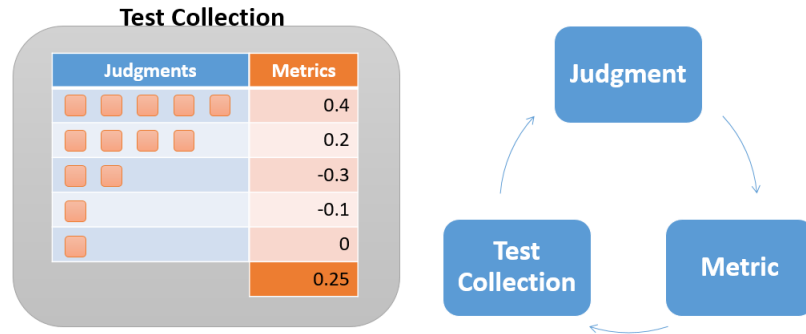 Test Collection
Judgments Metrics
0.4
0.2
-0.3
-0.1
0
0.25
Judgment
Test
Collection
Metric